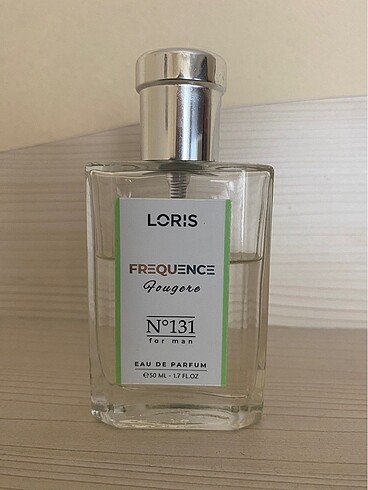 LORIS
FREQUENCE
Fougere
N°131
for man
EAU DE PARFUM
℮50 ML - 1.7 FL.OZ